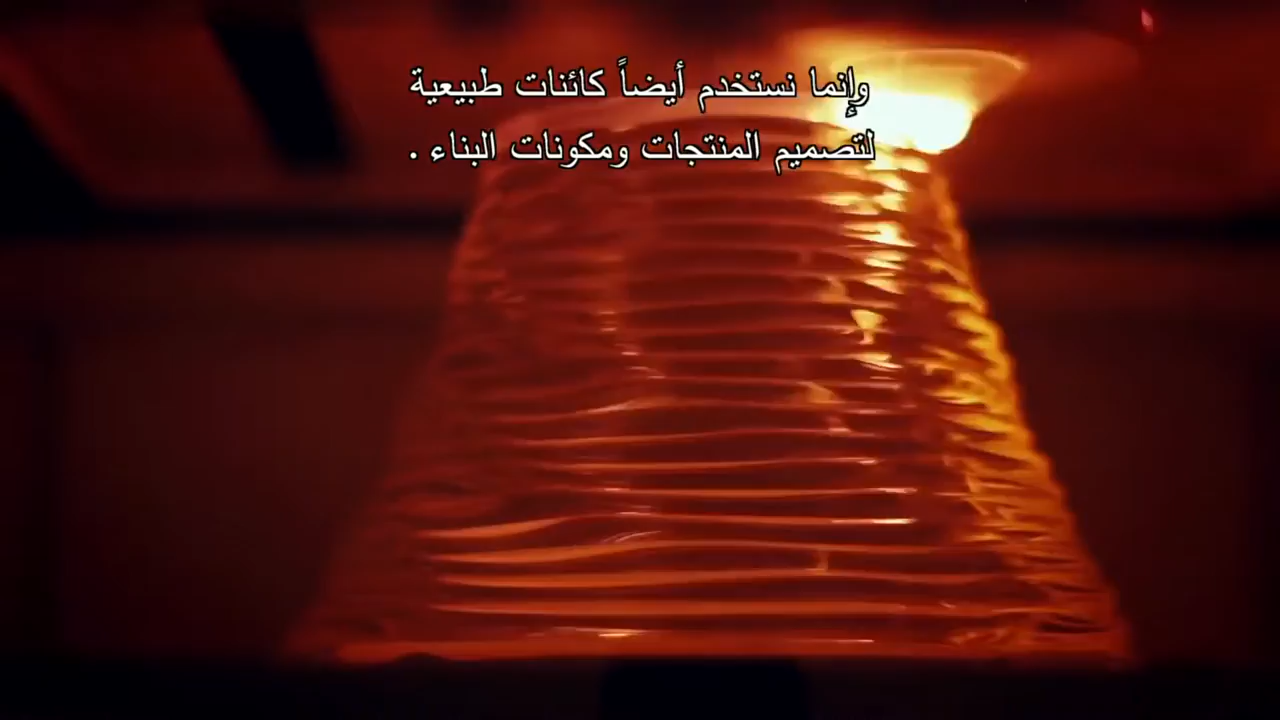 وإنما نستخدم أيضاً كائنات طبيعية
لتصميم المنتجات ومكونات البناء .